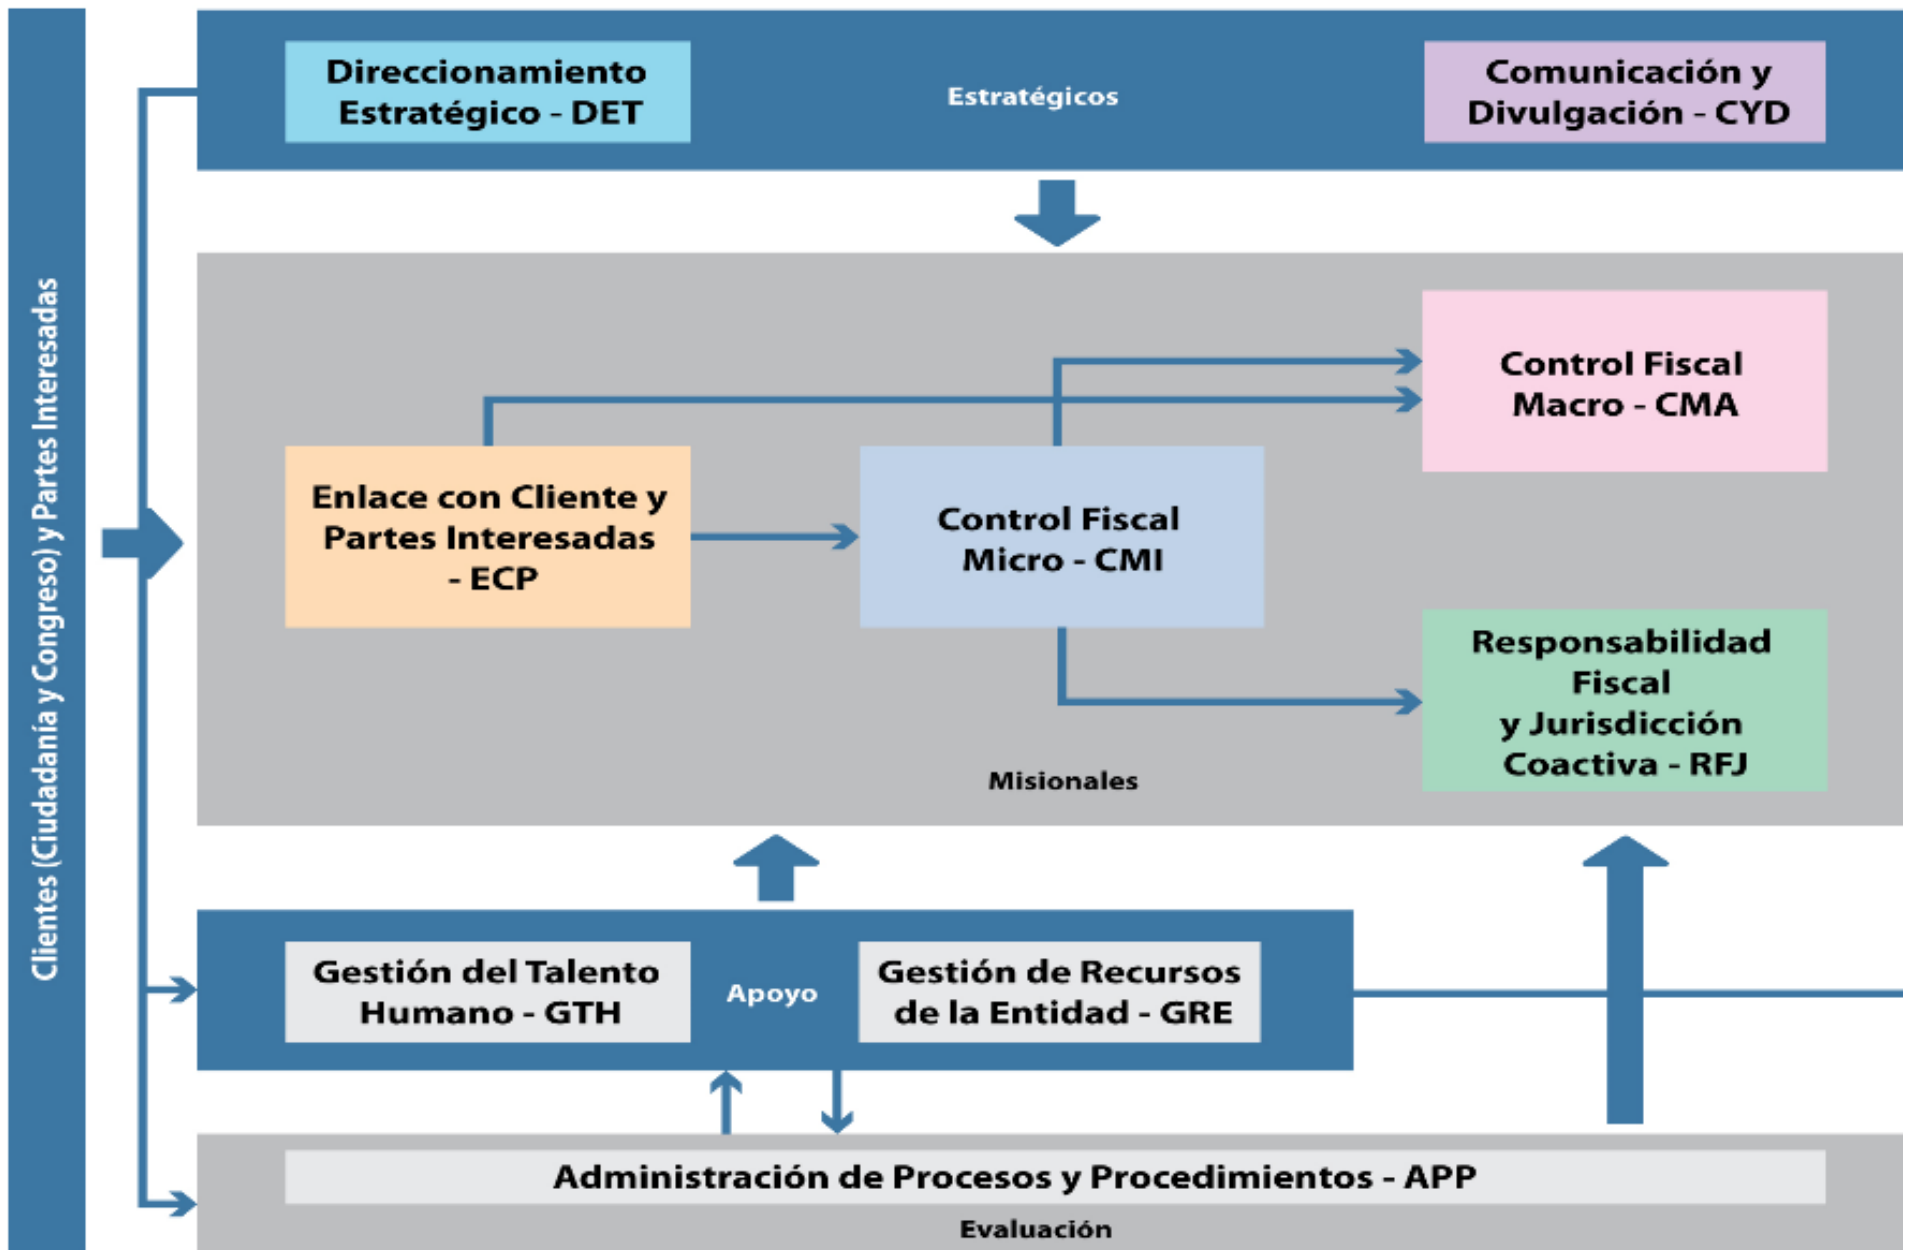 Clientes (Ciudadanía y Congreso) y Partes Interesadas
Direccionamiento
Estratégico - DET
Estratégicos
Comunicación y
Divulgación - CYD
Control Fiscal
Macro - CMA
Enlace con Cliente y
Partes Interesadas
- ECP
Control Fiscal
Micro - CMI
Responsabilidad
Fiscal
y Jurisdicción
Coactiva - RFJ
Misionales
Gestión del Talento
Humano - GTH
Apoyo
Gestión de Recursos
de la Entidad - GRE
Administración de Procesos y Procedimientos - APP
Evaluación